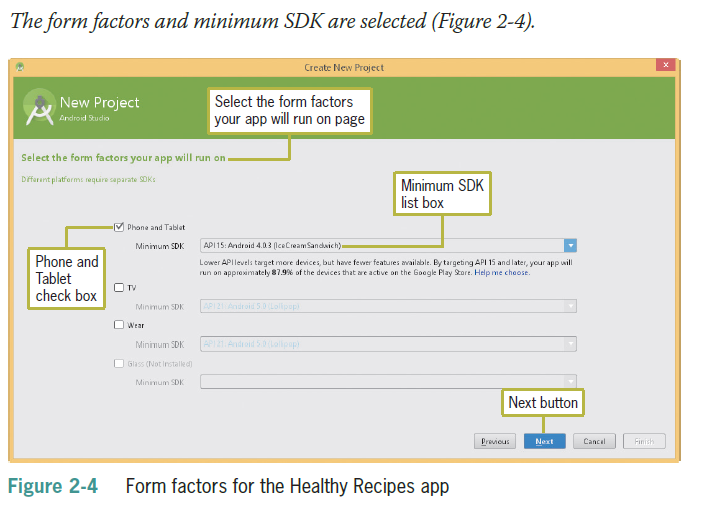 The form factors and minimum SDK are selected (Figure 2-4).
Create New Project
x
New Project
Android Studio
Select the form factors
your app will run on page
Select the form factors your app will run on
Different platforms require separate SDKs
Minimum SDK
list box
Phone and Tablet
Minimum SDK
API 15: Android 4.0.3 (IceCreamSandwich)
Lower API levels target more devices, but have fewer features available. By targeting API 15 and later, your app will
run on approximately 87.9% of the devices that are active on the Google Play Store. Help me choose.
Phone and
Tablet
check box
TV
Minimum SDK
API 21: Android 5.0 (Lollipop)
Wear
Minimum SDK
API 21: Android 5.0 (Lollipop)
Glass (Not Installed)
Minimum SDK
Next button
Previous
Next
Cancel
Finish
Figure 2-4 Form factors for the Healthy Recipes app